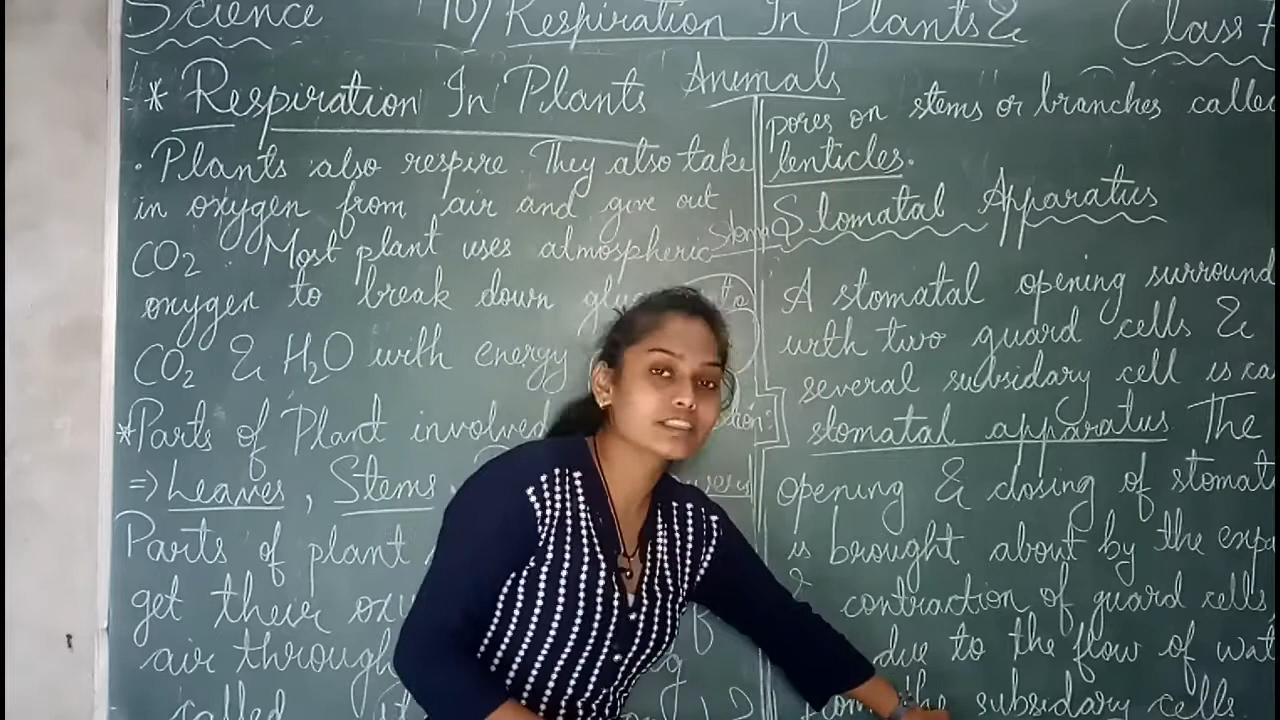 Science 10) Respiration In Plants & Class 7
Animals
* Respiration In Plants
. Plants also respire. They also take
in oxygen from air and give out
CO2. Most plant uses atmospheric
oxygen to break down to
CO2 & H2O with energy
* Parts of Plant involved
=> Leaves, Stems
Parts of plant
get their
air through
called
pores on stems or branches
lenticles.
Stomatal Apparatus
A stomatal opening surround
with two guard cells &
several subsidary cell is
stomatal apparatus The
opening & closing of
is brought about by the
& contraction of guard cells
due to the flow of
from the subsidary cells